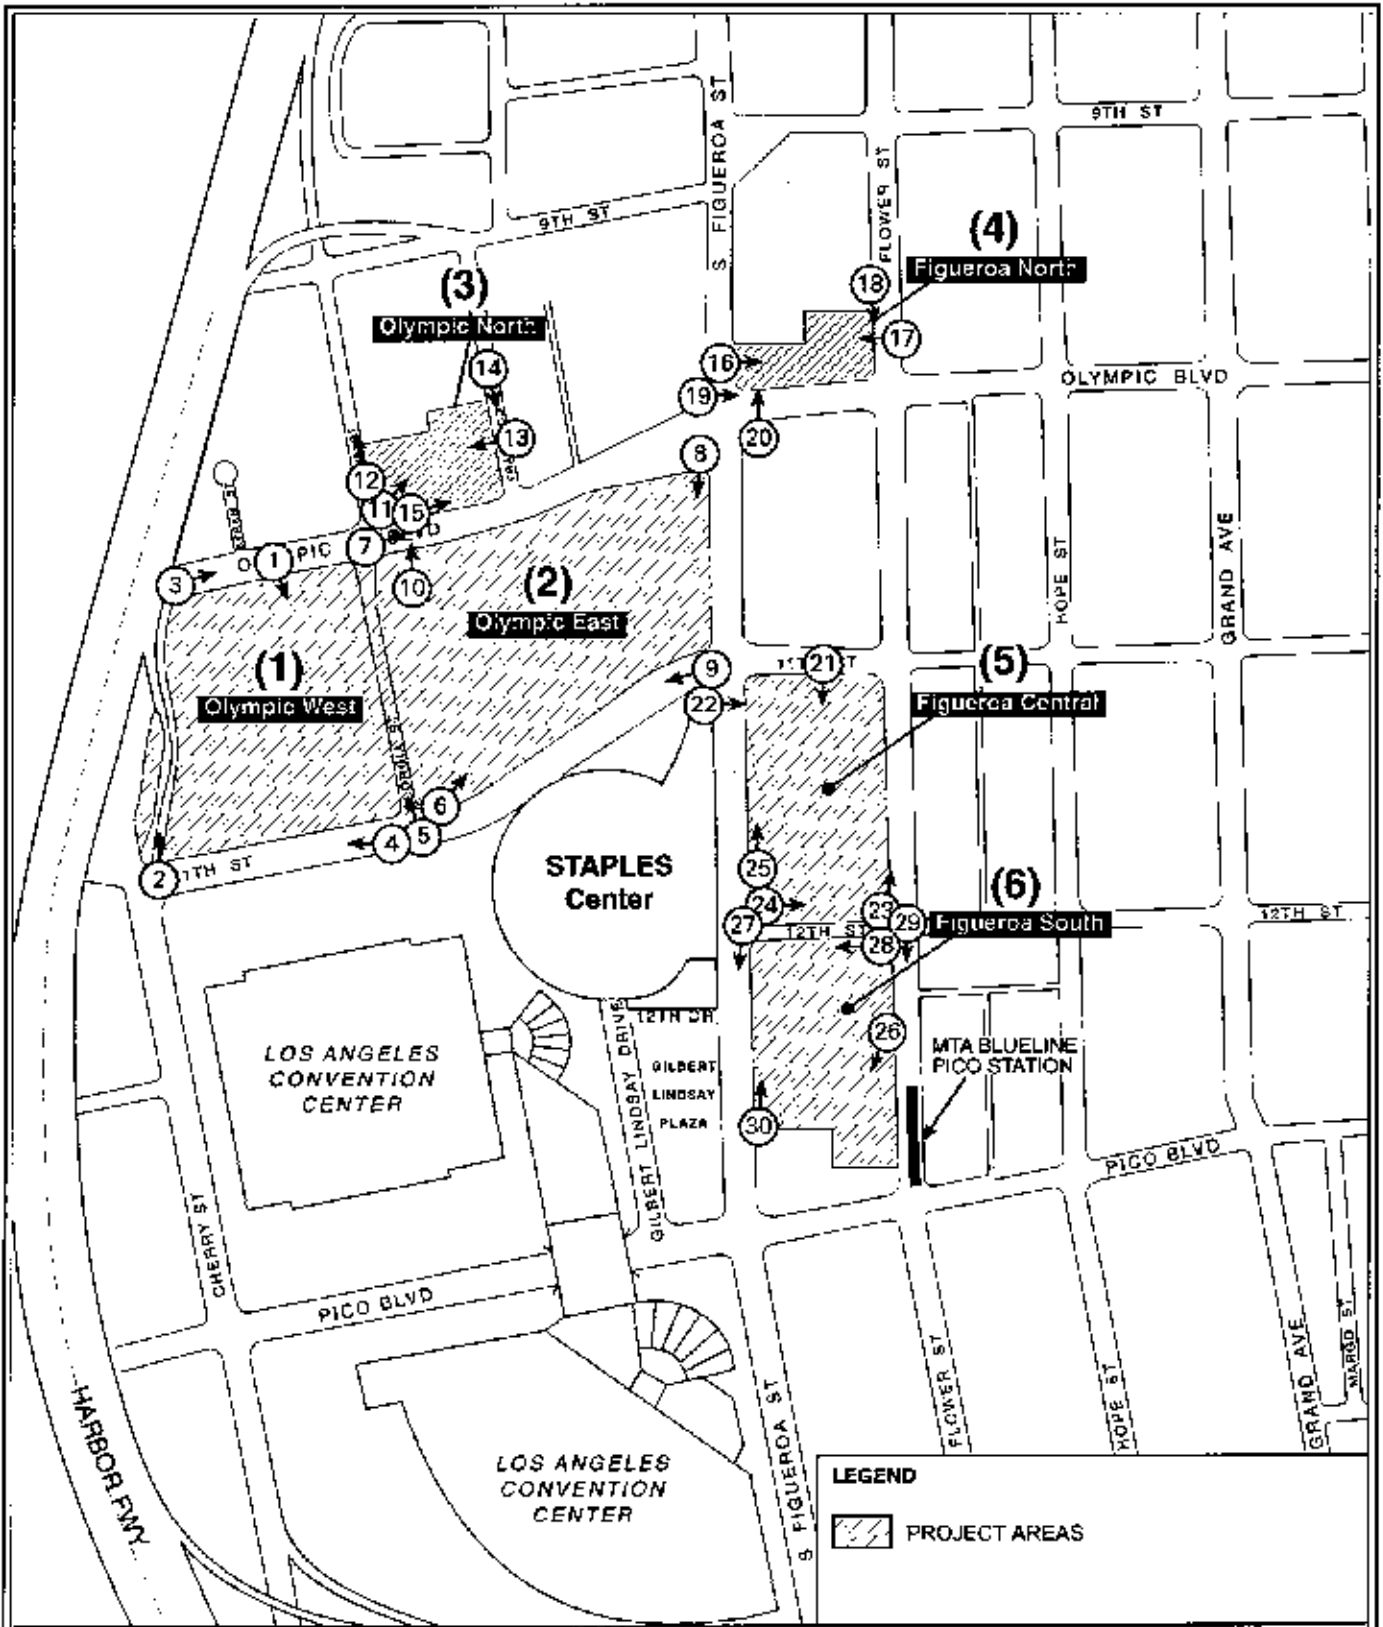 S FIGUEROA ST
9TH ST
FLOWER ST
9TH ST
(4)
Figueroa North
(3)
Olympic North
18
17
14
16
OLYMPIC BLVD
19
13
20
8
12
11
15
GRAND AVE
7
1
PIC
3
10
HOPE ST
(2)
Olympic East
(1)
Olympic West
9
21
(5)
22
Figueroa Central
6
5
4
2
11TH ST
STAPLES
Center
25
24
23
(6)
27
12TH ST
29
Figueroa South
12TH ST
28
12TH DR
26
LOS ANGELES
CONVENTION
CENTER
GILBERT LINDSAY DRIVE
GILBERT
LINDSAY
PLAZA
MTA BLUELINE
PICO STATION
30
PICO BLVD
CHERRY ST
PICO BLVD
HARBOR FWY.
S FIGUEROA ST
FLOWER ST
HOPE ST
GRAND AVE
MARGO ST
LOS ANGELES
CONVENTION
CENTER
LEGEND
PROJECT AREAS